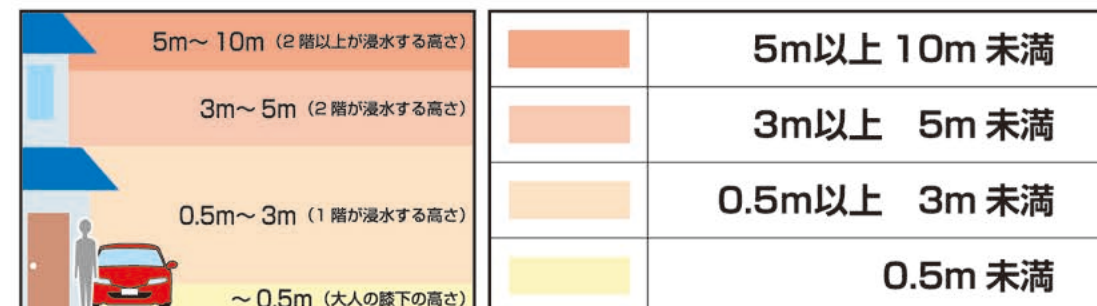 5m～10m（2階以上が浸水する高さ）
3m～5m（2階が浸水する高さ）
0.5m～3m（1階が浸水する高さ）
～0.5m（大人の膝下の高さ）
5m以上 10m 未満
3m以上　5m 未満
0.5m以上　3m 未満
0.5m 未満